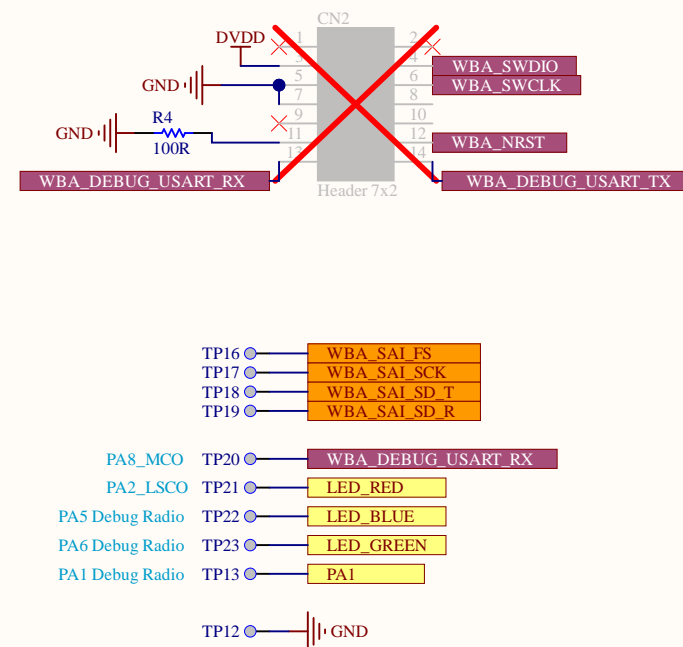 CN2
1 2
DVDD 3 4 WBA_SWDIO
GND 5 6 WBA_SWCLK
7 8
9 10
R4
GND 11 12 WBA_NRST
100R
13 14
WBA_DEBUG_USART_RX WBA_DEBUG_USART_TX
Header 7x2
TP16 WBA_SAI_FS
TP17 WBA_SAI_SCK
TP18 WBA_SAI_SD_T
TP19 WBA_SAI_SD_R
PA8_MCO TP20 WBA_DEBUG_USART_RX
PA2_LSCO TP21 LED_RED
PA5 Debug Radio TP22 LED_BLUE
PA6 Debug Radio TP23 LED_GREEN
PA1 Debug Radio TP13 PA1
TP12 GND